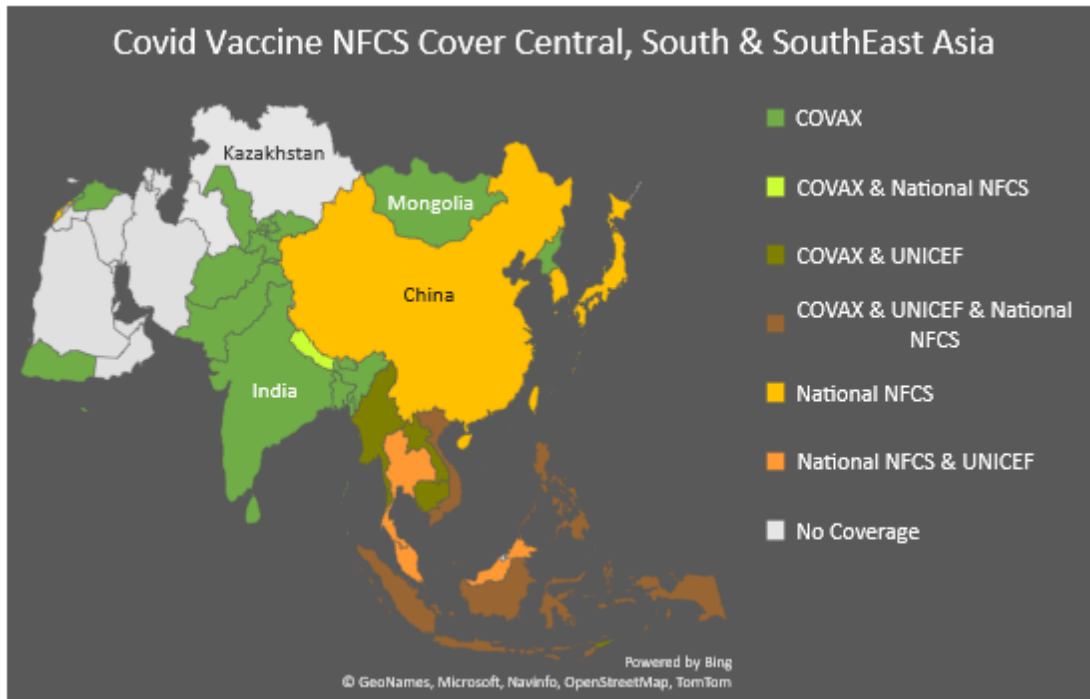 Covid Vaccine NFCS Cover Central, South & SouthEast Asia
Kazakhstan
Mongolia
China
India
COVAX
COVAX & National NFCS
COVAX & UNICEF
COVAX & UNICEF & National
NFCS
National NFCS
National NFCS & UNICEF
No Coverage
Powered by Bing
© GeoNames, Microsoft, Navinfo, OpenStreetMap, TomTom